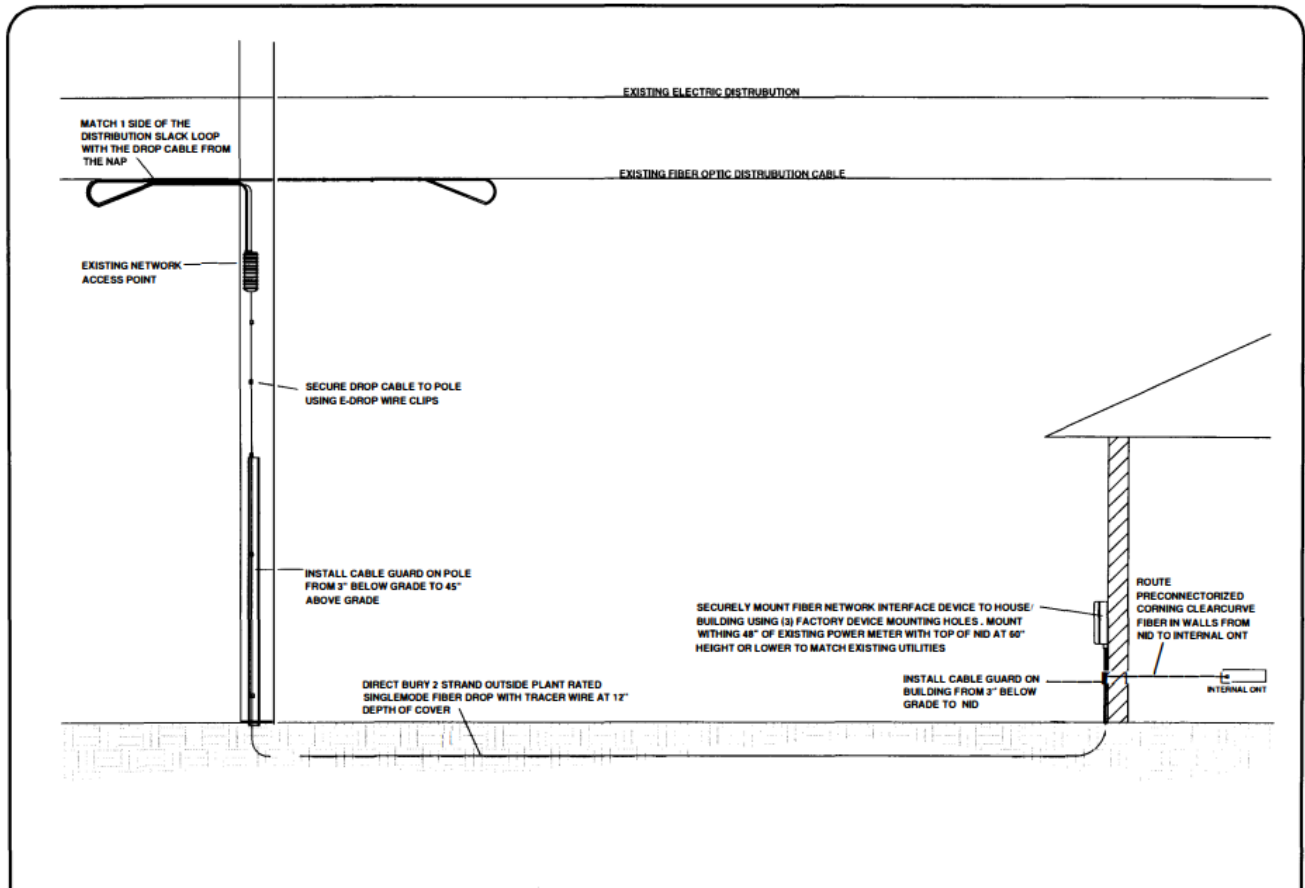 EXISTING ELECTRIC DISTRUBUTION
MATCH 1 SIDE OF THE
DISTRIBUTION SLACK LOOP
WITH THE DROP CABLE FROM
THE NAP
EXISTING FIBER OPTIC DISTRUBUTION CABLE
EXISTING NETWORK
ACCESS POINT
SECURE DROP CABLE TO POLE
USING E-DROP WIRE CLIPS
INSTALL CABLE GUARD ON POLE
FROM 3" BELOW GRADE TO 45"
ABOVE GRADE
SECURELY MOUNT FIBER NETWORK INTERFACE DEVICE TO HOUSE/
BUILDING USING (3) FACTORY DEVICE MOUNTING HOLES . MOUNT
WITHING 48" OF EXISTING POWER METER WITH TOP OF NID AT 60"
HEIGHT OR LOWER TO MATCH EXISTING UTILITIES
ROUTE
PRECONNECTORIZED
CORNING CLEARCURVE
FIBER IN WALLS FROM
NID TO INTERNAL ONT
DIRECT BURY 2 STRAND OUTSIDE PLANT RATED
SINGLEMODE FIBER DROP WITH TRACER WIRE AT 12"
DEPTH OF COVER
INSTALL CABLE GUARD ON
BUILDING FROM 3" BELOW
GRADE TO NID
INTERNAL ONT